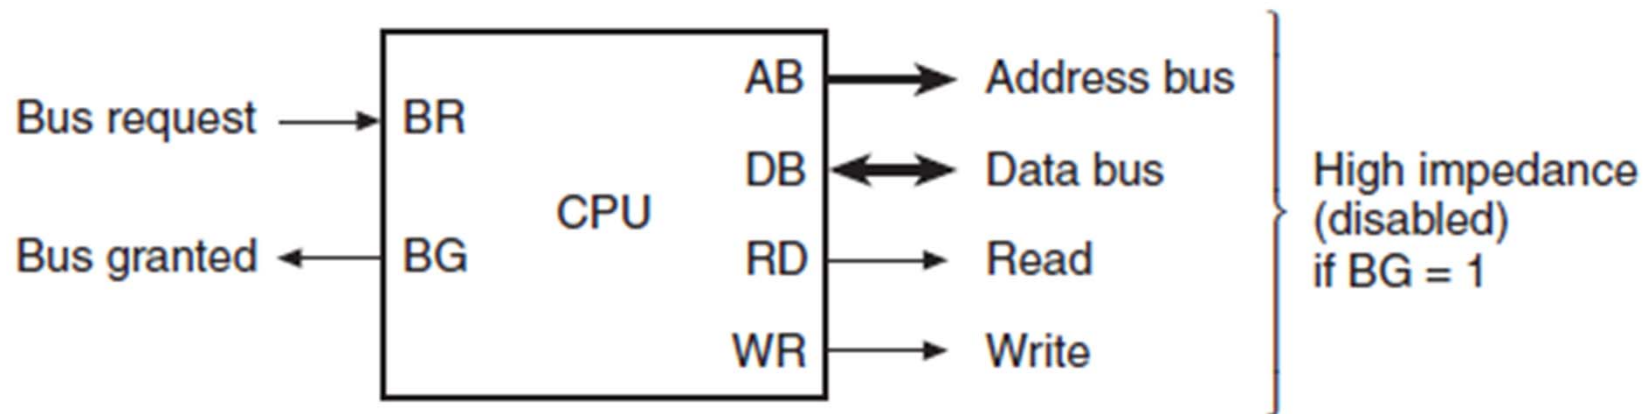 Bus request
BR
Bus granted
BG
CPU
AB
Address bus
DB
Data bus
RD
Read
WR
Write
High impedance
(disabled)
if BG = 1